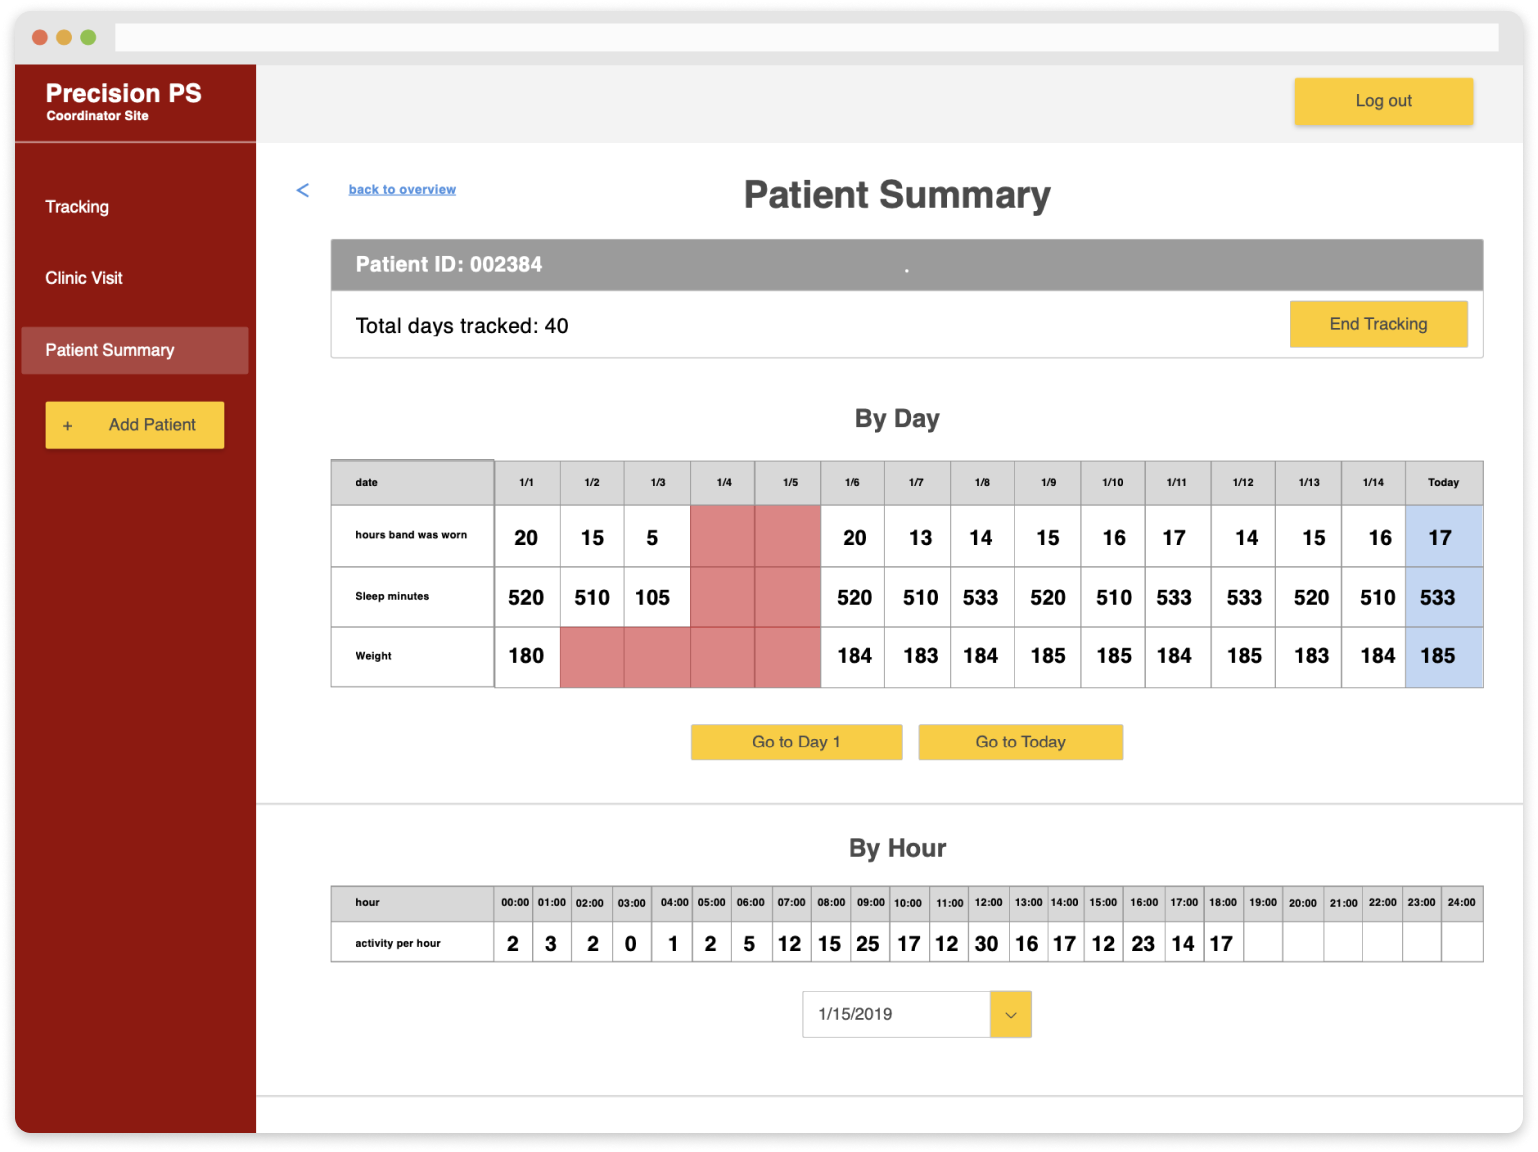 Precision PS
Coordinator Site
Log out
Tracking
Clinic Visit
Patient Summary
+ Add Patient
< back to overview
Patient Summary
Patient ID: 002384 .
Total days tracked: 40
End Tracking
By Day
date 1/1 1/2 1/3 1/4 1/5 1/6 1/7 1/8 1/9 1/10 1/11 1/12 1/13 1/14 Today
hours band was worn 20 15 5 20 13 14 15 16 17 14 15 16 17
Sleep minutes 520 510 105 520 510 533 520 510 533 533 520 510 533
Weight 180 184 183 184 185 185 184 185 183 184 185
Go to Day 1 Go to Today
By Hour
hour 00:00 01:00 02:00 03:00 04:00 05:00 06:00 07:00 08:00 09:00 10:00 11:00 12:00 13:00 14:00 15:00 16:00 17:00 18:00 19:00 20:00 21:00 22:00 23:00 24:00
activity per hour 2 3 2 0 1 2 5 12 15 25 17 12 30 16 17 12 23 14 17
1/15/2019